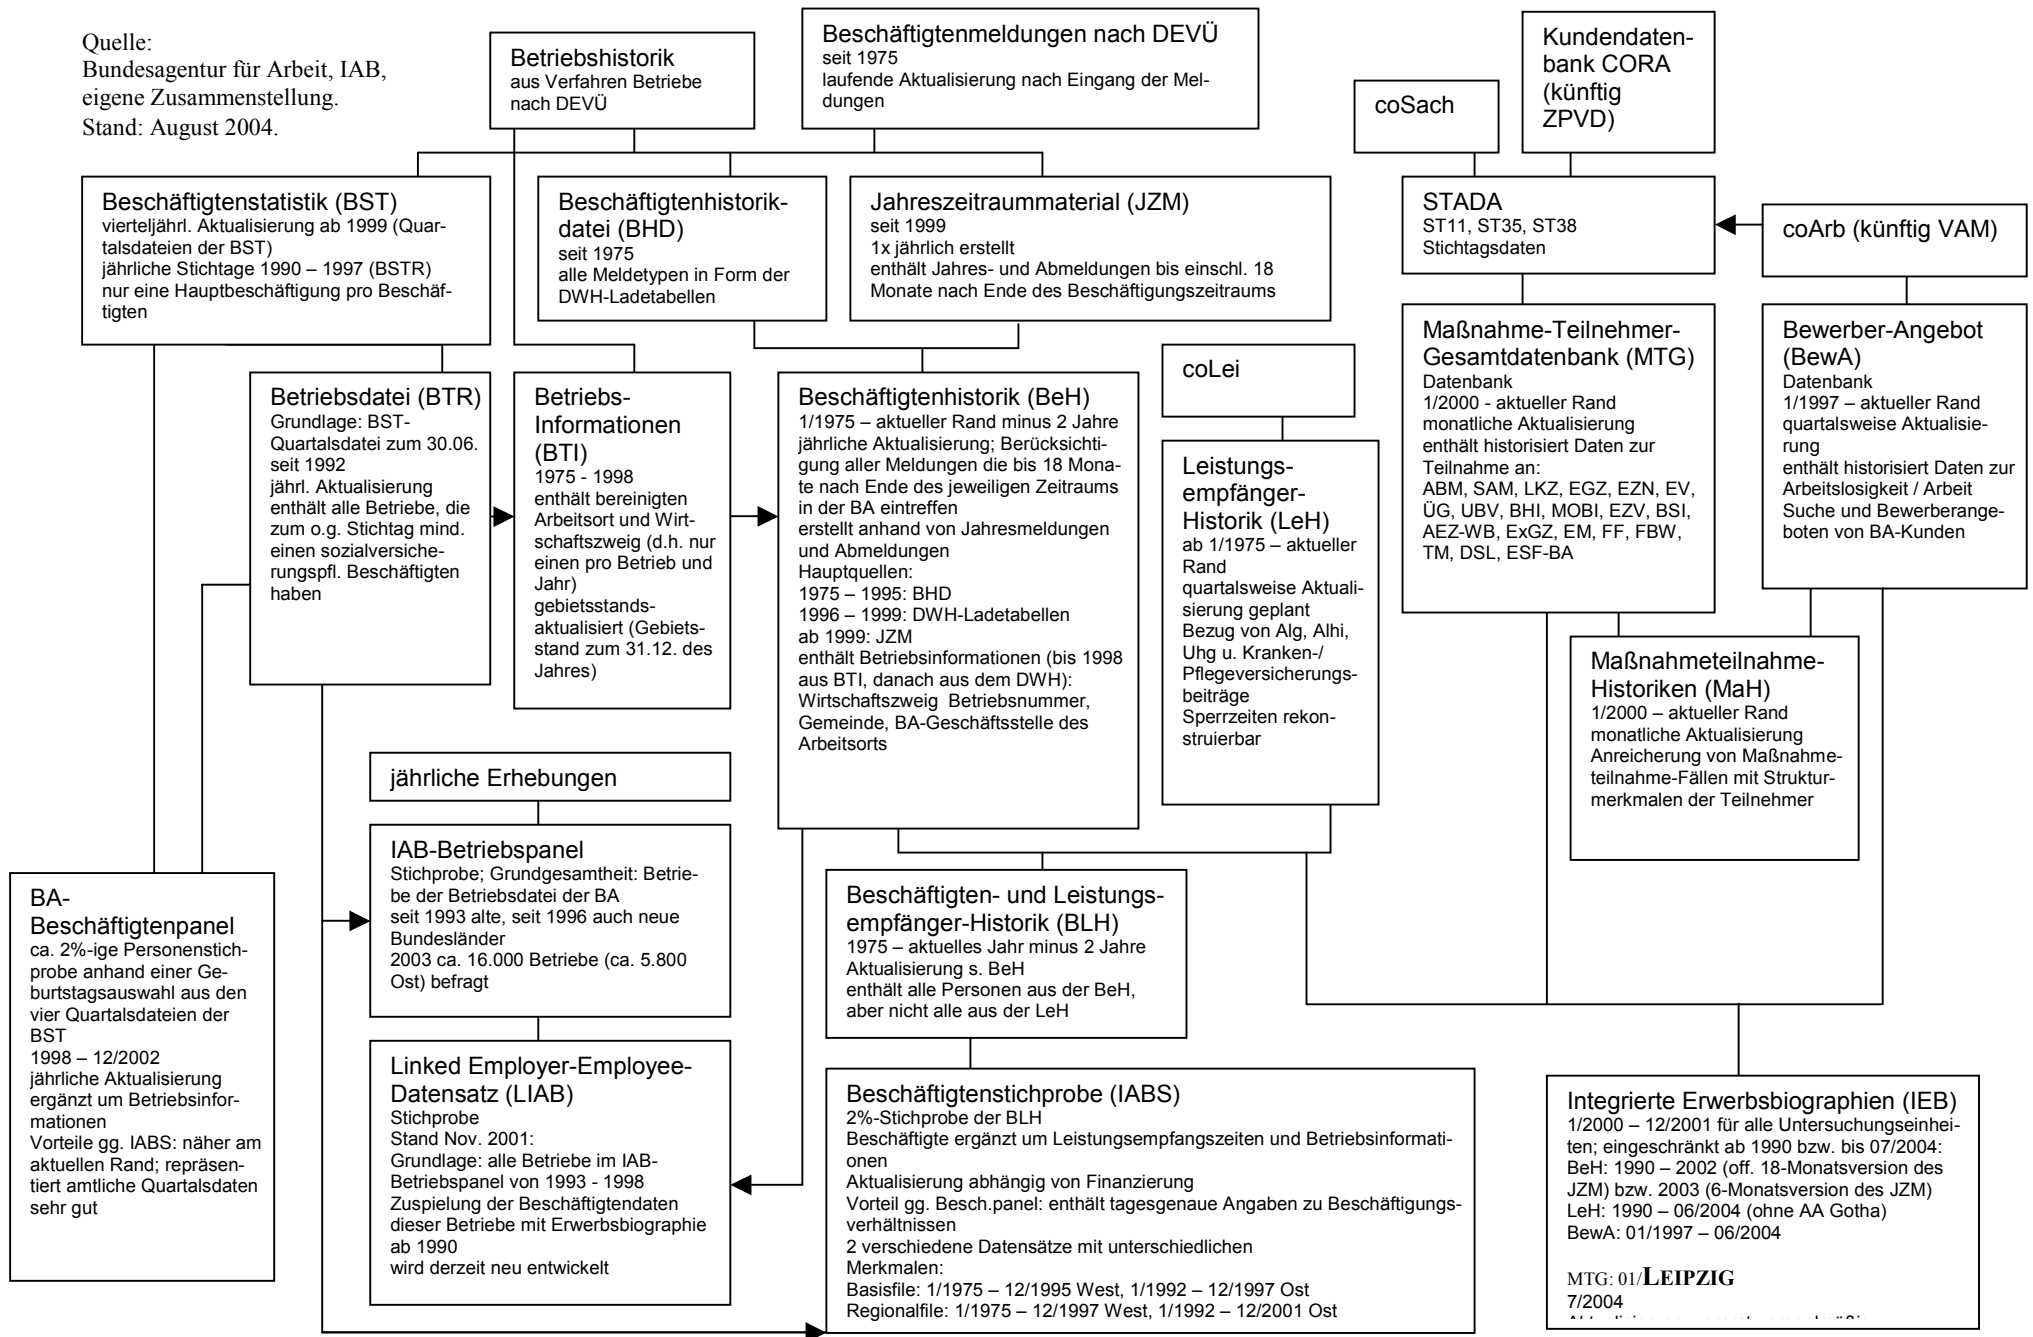 Quelle:
Bundesagentur für Arbeit, IAB,
eigene Zusammenstellung.
Stand: August 2004.
Betriebshistorik
aus Verfahren Betriebe
nach DEVÜ
Beschäftigtenmeldungen nach DEVÜ
seit 1975
laufende Aktualisierung nach Eingang der Mel-
dungen
coSach
Kundendaten-
bank CORA
(künftig
ZPVD)
Beschäftigtenstatistik (BST)
vierteljährl. Aktualisierung ab 1999 (Quar-
talsdateien der BST)
jährliche Stichtage 1990 – 1997 (BSTR)
nur eine Hauptbeschäftigung pro Beschäf-
tigten
Beschäftigtenhistorik-
datei (BHD)
seit 1975
alle Meldetypen in Form der
DWH-Ladetabellen
Jahreszeitraummaterial (JZM)
seit 1999
1x jährlich erstellt
enthält Jahres- und Abmeldungen bis einschl. 18
Monate nach Ende des Beschäftigungszeitraums
STADA
ST11, ST35, ST38
Stichtagsdaten
coArb (künftig VAM)
Betriebsdatei (BTR)
Grundlage: BST-
Quartalsdatei zum 30.06.
seit 1992
jährl. Aktualisierung
enthält alle Betriebe, die
zum o.g. Stichtag mind.
einen sozialversiche-
rungspfl. Beschäftigten
haben
Betriebs-
Informationen
(BTI)
1975 - 1998
enthält bereinigten
Arbeitsort und Wirt-
schaftszweig (d.h. nur
einen pro Betrieb und
Jahr)
gebietsstands-
aktualisiert (Gebiets-
stand zum 31.12. des
Jahres)
Beschäftigtenhistorik (BeH)
1/1975 – aktueller Rand minus 2 Jahre
jährliche Aktualisierung; Berücksichti-
gung aller Meldungen die bis 18 Mona-
te nach Ende des jeweiligen Zeitraums
in der BA eintreffen
erstellt anhand von Jahresmeldungen
und Abmeldungen
Hauptquellen:
1975 – 1995: BHD
1996 – 1999: DWH-Ladetabellen
ab 1999: JZM
enthält Betriebsinformationen (bis 1998
aus BTI, danach aus dem DWH):
Wirtschaftszweig Betriebsnummer,
Gemeinde, BA-Geschäftsstelle des
Arbeitsorts
coLei
Leistungs-
empfänger-
Historik (LeH)
ab 1/1975 – aktueller
Rand
quartalsweise Aktuali-
sierung geplant
Bezug von Alg, Alhi,
Uhg u. Kranken-/
Pflegeversicherungs-
beiträge
Sperrzeiten rekon-
struierbar
Maßnahme-Teilnehmer-
Gesamtdatenbank (MTG)
Datenbank
1/2000 - aktueller Rand
monatliche Aktualisierung
enthält historisiert Daten zur
Teilnahme an:
ABM, SAM, LKZ, EGZ, EZN, EV,
ÜG, UBV, BHI, MOBI, EZV, BSI,
AEZ-WB, ExGZ, EM, FF, FBW,
TM, DSL, ESF-BA
Bewerber-Angebot
(BewA)
Datenbank
1/1997 – aktueller Rand
quartalsweise Aktualisie-
rung
enthält historisiert Daten zur
Arbeitslosigkeit / Arbeit
Suche und Bewerberange-
boten von BA-Kunden
Maßnahmeteilnahme-
Historiken (MaH)
1/2000 – aktueller Rand
monatliche Aktualisierung
Anreicherung von Maßnahme-
teilnahme-Fällen mit Struktur-
merkmalen der Teilnehmer
jährliche Erhebungen
IAB-Betriebspanel
Stichprobe; Grundgesamtheit: Betrie-
be der Betriebsdatei der BA
seit 1993 alte, seit 1996 auch neue
Bundesländer
2003 ca. 16.000 Betriebe (ca. 5.800
Ost) befragt
BA-
Beschäftigtenpanel
ca. 2%-ige Personenstich-
probe anhand einer Ge-
burtstagsauswahl aus den
vier Quartalsdateien der
BST
1998 – 12/2002
jährliche Aktualisierung
ergänzt um Betriebsinfor-
mationen
Vorteile gg. IABS: näher am
aktuellen Rand; repräsen-
tiert amtliche Quartalsdaten
sehr gut
Beschäftigten- und Leistungs-
empfänger-Historik (BLH)
1975 – aktuelles Jahr minus 2 Jahre
Aktualisierung s. BeH
enthält alle Personen aus der BeH,
aber nicht alle aus der LeH
Linked Employer-Employee-
Datensatz (LIAB)
Stichprobe
Stand Nov. 2001:
Grundlage: alle Betriebe im IAB-
Betriebspanel von 1993 - 1998
Zuspielung der Beschäftigtendaten
dieser Betriebe mit Erwerbsbiographie
ab 1990
wird derzeit neu entwickelt
Beschäftigtenstichprobe (IABS)
2%-Stichprobe der BLH
Beschäftigte ergänzt um Leistungsempfangszeiten und Betriebsinformati-
onen
Aktualisierung abhängig von Finanzierung
Vorteil gg. Besch.panel: enthält tagesgenaue Angaben zu Beschäftigungs-
verhältnissen
2 verschiedene Datensätze mit unterschiedlichen
Merkmalen:
Basisfile: 1/1975 – 12/1995 West, 1/1992 – 12/1997 Ost
Regionalfile: 1/1975 – 12/1997 West, 1/1992 – 12/2001 Ost
Integrierte Erwerbsbiographien (IEB)
1/2000 – 12/2001 für alle Untersuchungseinhei-
ten; eingeschränkt ab 1990 bzw. bis 07/2004:
BeH: 1990 – 2002 (off. 18-Monatsversion des
JZM) bzw. 2003 (6-Monatsversion des JZM)
LeH: 1990 – 06/2004 (ohne AA Gotha)
BewA: 01/1997 – 06/2004
MTG: 01/LEIPZIG
7/2004